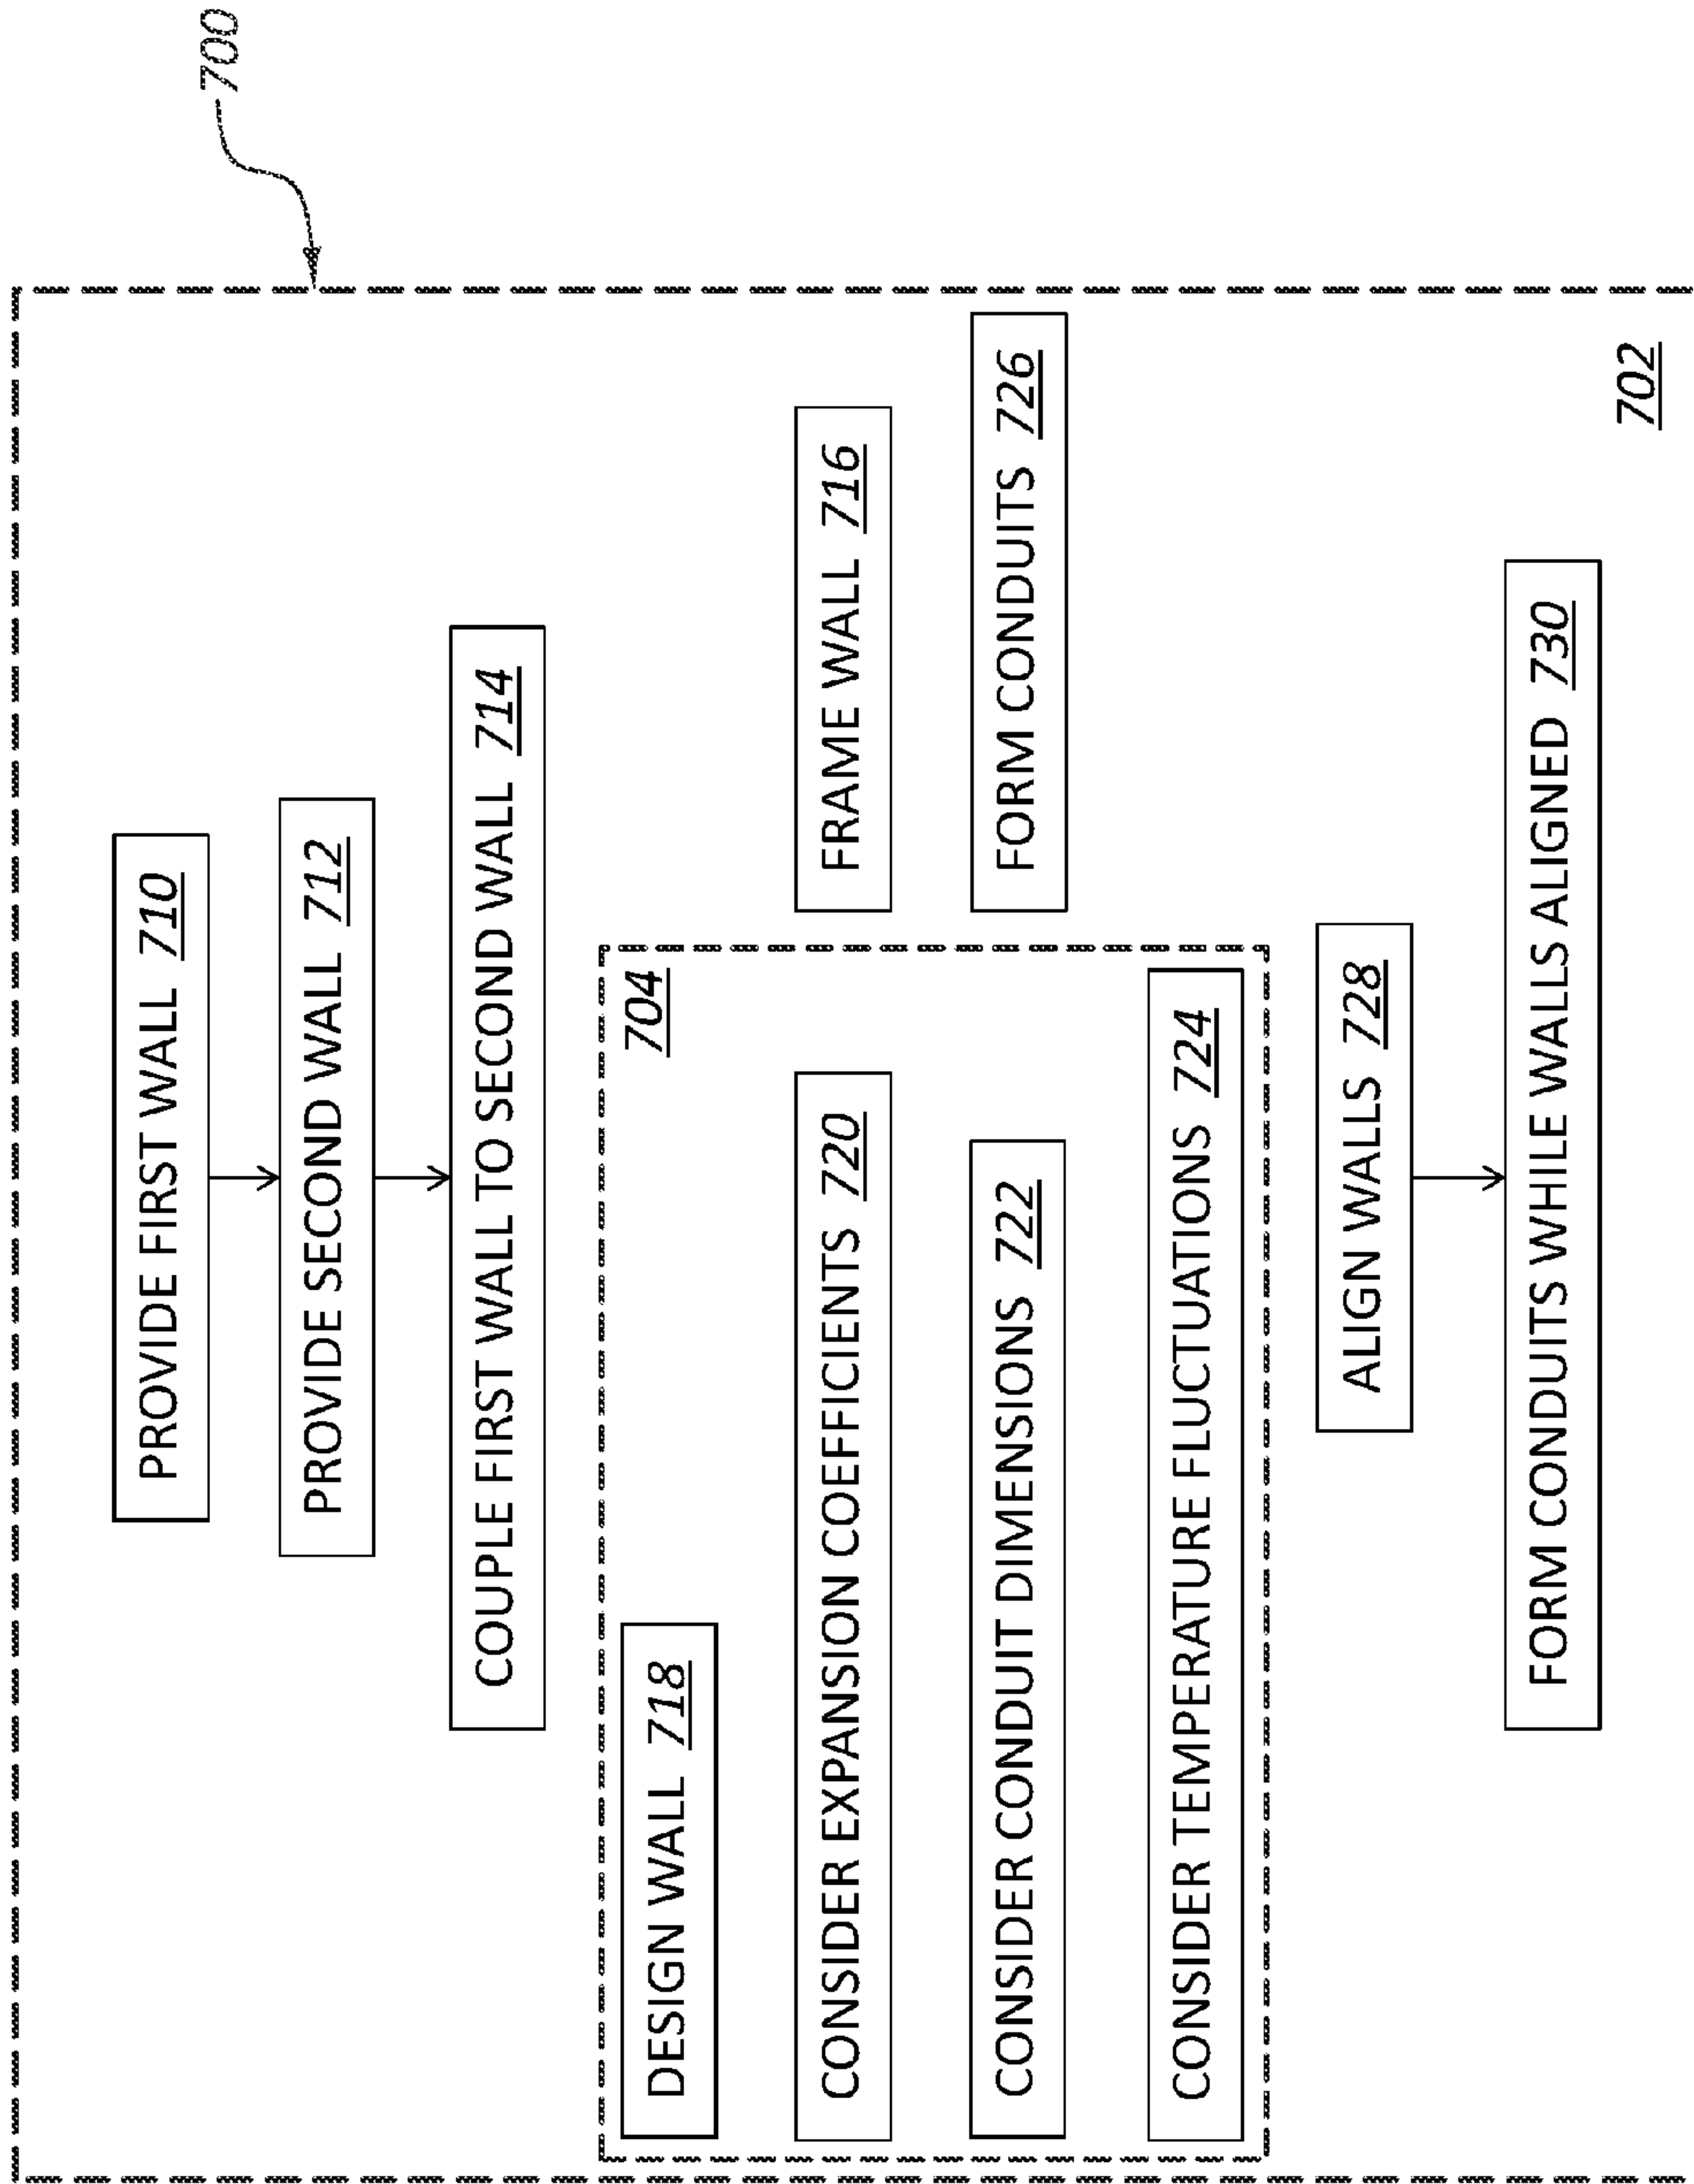 700
PROVIDE FIRST WALL 710
PROVIDE SECOND WALL 712
COUPLE FIRST WALL TO SECOND WALL 714
DESIGN WALL 718
704
CONSIDER EXPANSION COEFFICIENTS 720
FRAME WALL 716
CONSIDER CONDUIT DIMENSIONS 722
FORM CONDUITS 726
CONSIDER TEMPERATURE FLUCTUATIONS 724
ALIGN WALLS 728
FORM CONDUITS WHILE WALLS ALIGNED 730
702